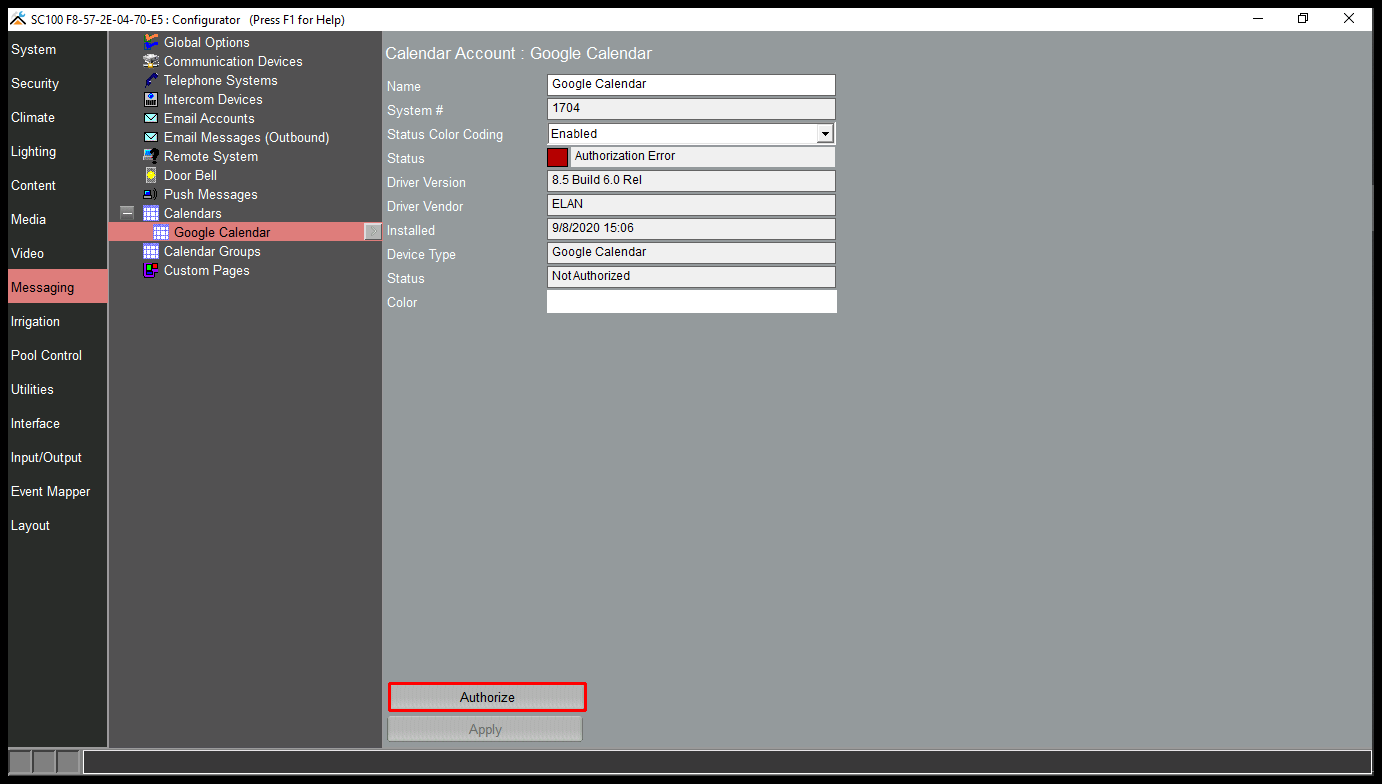 SC100 F8-57-2E-04-70-E5 : Configurator (Press F1 for Help)
System
Security
Climate
Lighting
Content
Media
Video
Messaging
Irrigation
Pool Control
Utilities
Interface
Input/Output
Event Mapper
Layout
Global Options
Communication Devices
Telephone Systems
Intercom Devices
Email Accounts
Email Messages (Outbound)
Remote System
Door Bell
Push Messages
Calendars
Google Calendar
Calendar Groups
Custom Pages
Calendar Account : Google Calendar
Name Google Calendar
System # 1704
Status Color Coding Enabled
Status Authorization Error
Driver Version 8.5 Build 6.0 Rel
Driver Vendor ELAN
Installed 9/8/2020 15:06
Device Type Google Calendar
Status Not Authorized
Color
Authorize
Apply